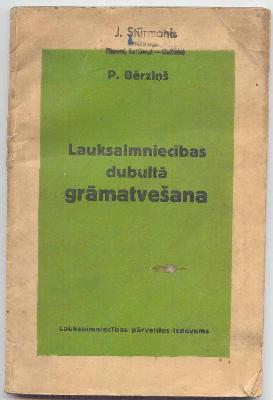 J. Stūrmanis
P. Bērziņš
Lauksaimniecības
dubultā
grāmatvešana
Lauksaimniecības pārvaldes izdevums